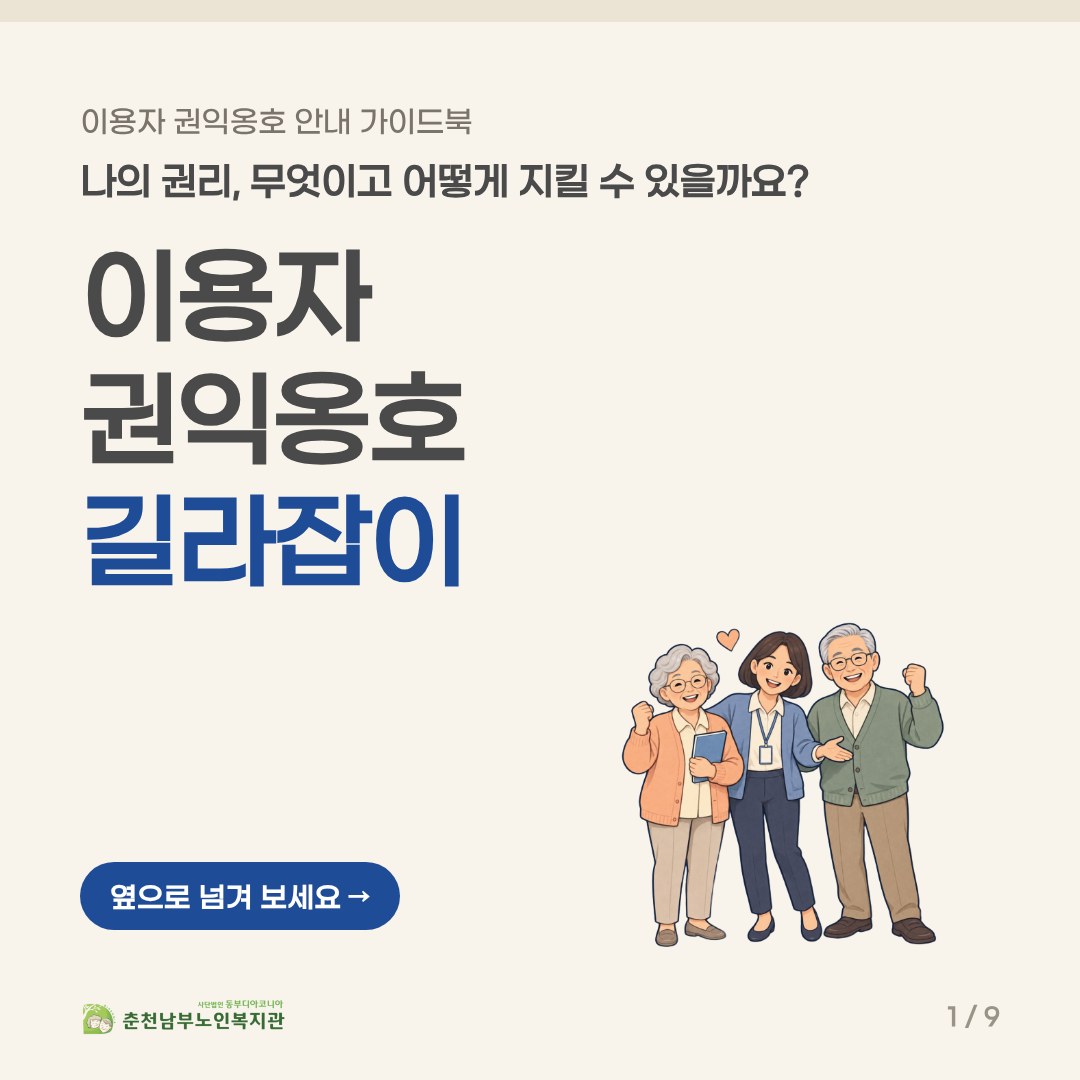 이용자 권익옹호 안내 가이드북
나의 권리, 무엇이고 어떻게 지킬 수 있을까요?
이용자
권익옹호
길라잡이
옆으로 넘겨 보세요 →
사단법인 동부디아코니아
춘천남부노인복지관
1 / 9